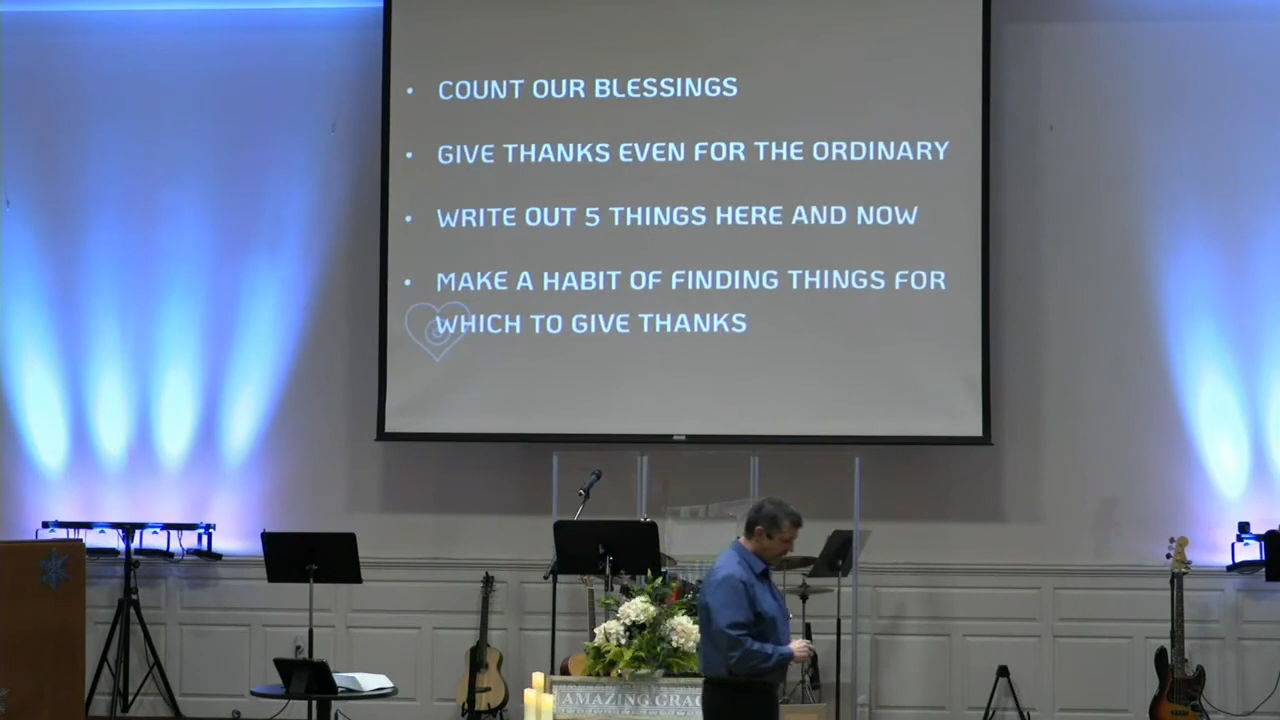 • COUNT OUR BLESSINGS
• GIVE THANKS EVEN FOR THE ORDINARY
• WRITE OUT 5 THINGS HERE AND NOW
• MAKE A HABIT OF FINDING THINGS FOR
WHICH TO GIVE THANKS
AMAZING GRAC